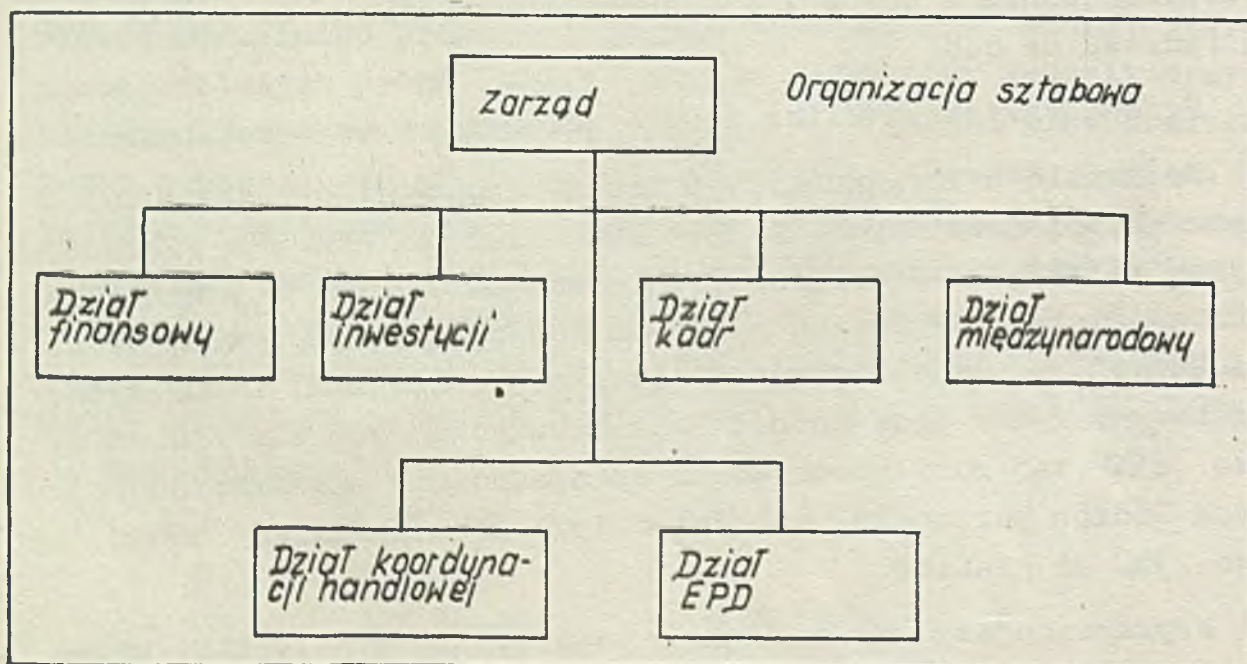 Zarząd
Organizacja sztabowa
Dział
finansowy
Dział
inwestycji
Dział
kadr
Dział
międzynarodowy
Dział koordyna-
cji handlowej
Dział
EPD